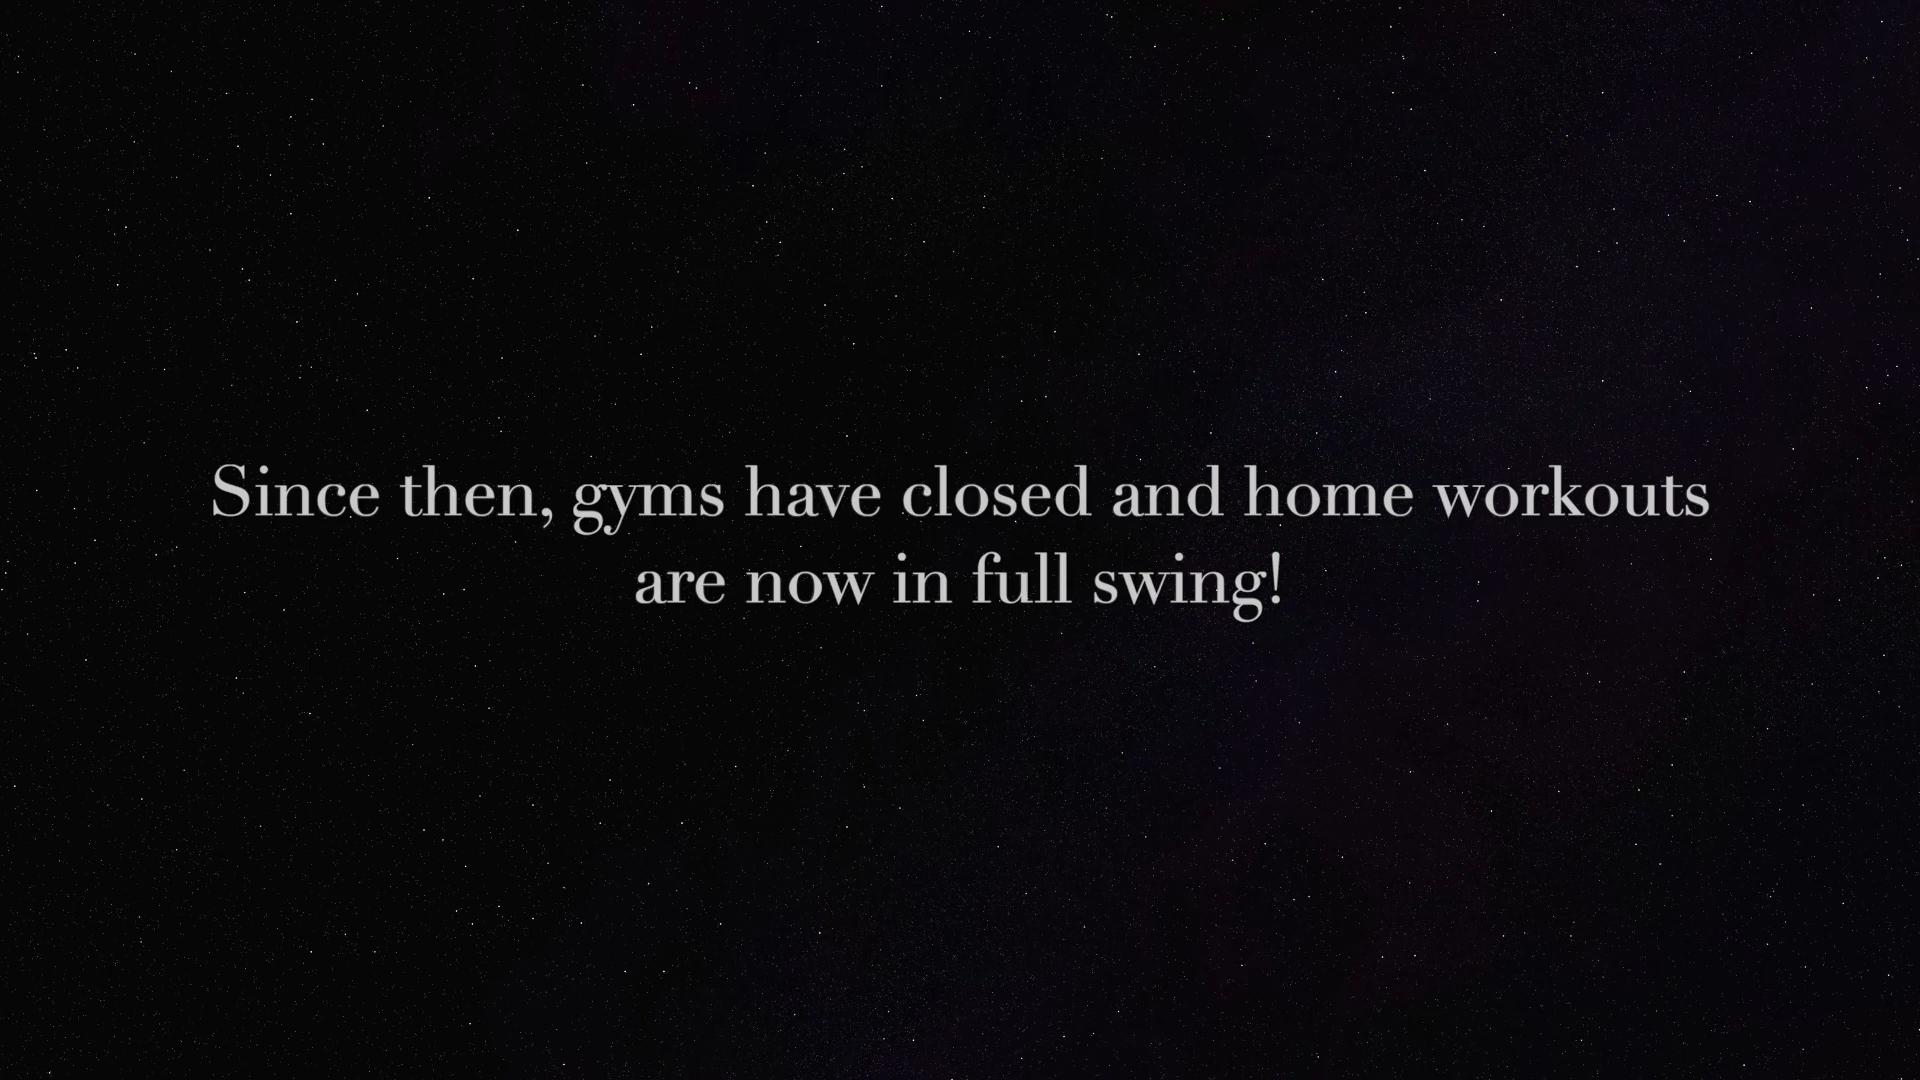 Since then, gyms have closed and home workouts
are now in full swing!